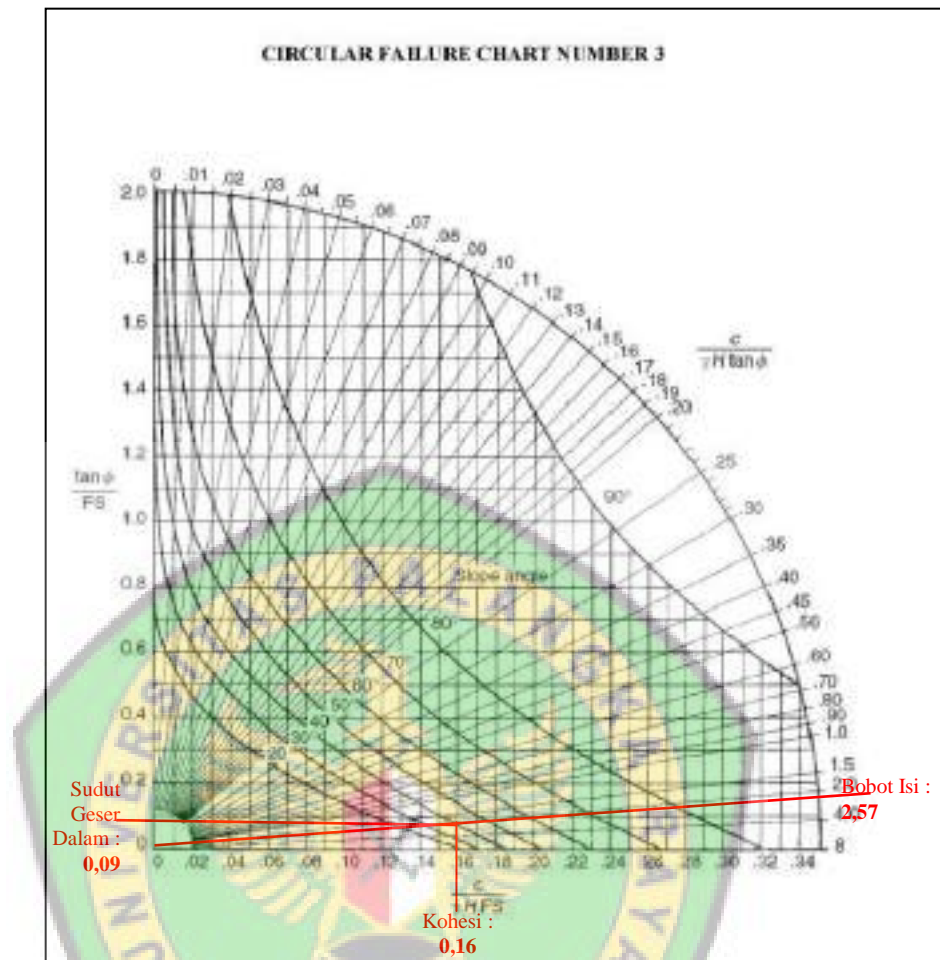 CIRCULAR FAILURE CHART NUMBER 3
0 .01 .02 .03 .04 .05 .06 .07 .08 .09 .10 .11 .12 .13 .14 .15 .16 .17 .18 .19 .20 .25 .30 .35 .40 .45 .50 .60 .70 .80 .90 1.0 1.5
c
γH tan ϕ
2.0
1.8
1.6
1.4
1.2
tan ϕ
FS
1.0
0.8
0.6
0.4
0.2
0
90°
Slope angle
80°
70
60
50
40
30
20
Sudut
Geser
Dalam :
0,09
Bobot Isi :
2,57
0 .02 .04 .06 .08 .10 .12 .14 .16 .18 .20 .22 .24 .26 .28 .30 .32 .34
c
γHFS
Kohesi :
0,16
UNIVERSITAS PALANGKA RAYA